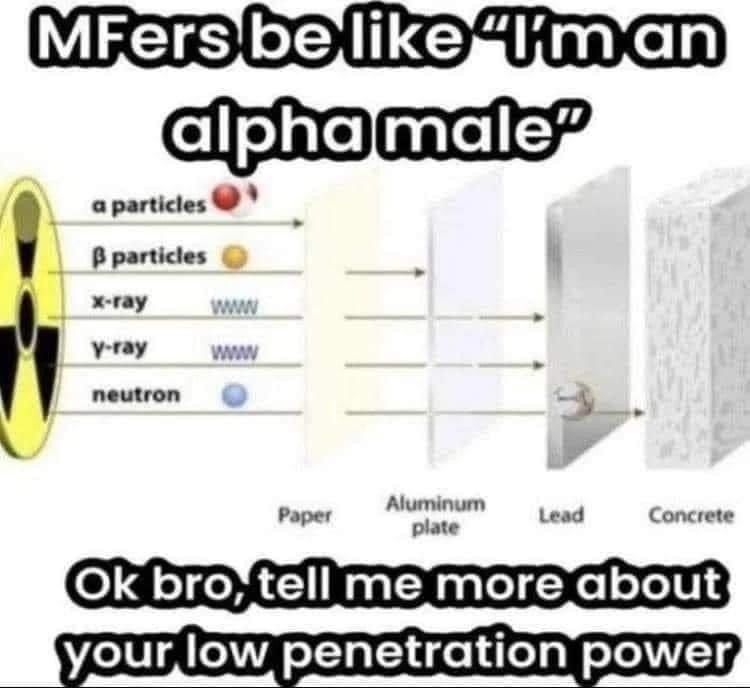 MFers be like "I'm an
alpha male"
α particles
β particles
x-ray
γ-ray
neutron
Paper
Aluminum
plate
Lead
Concrete
Ok bro, tell me more about
your low penetration power